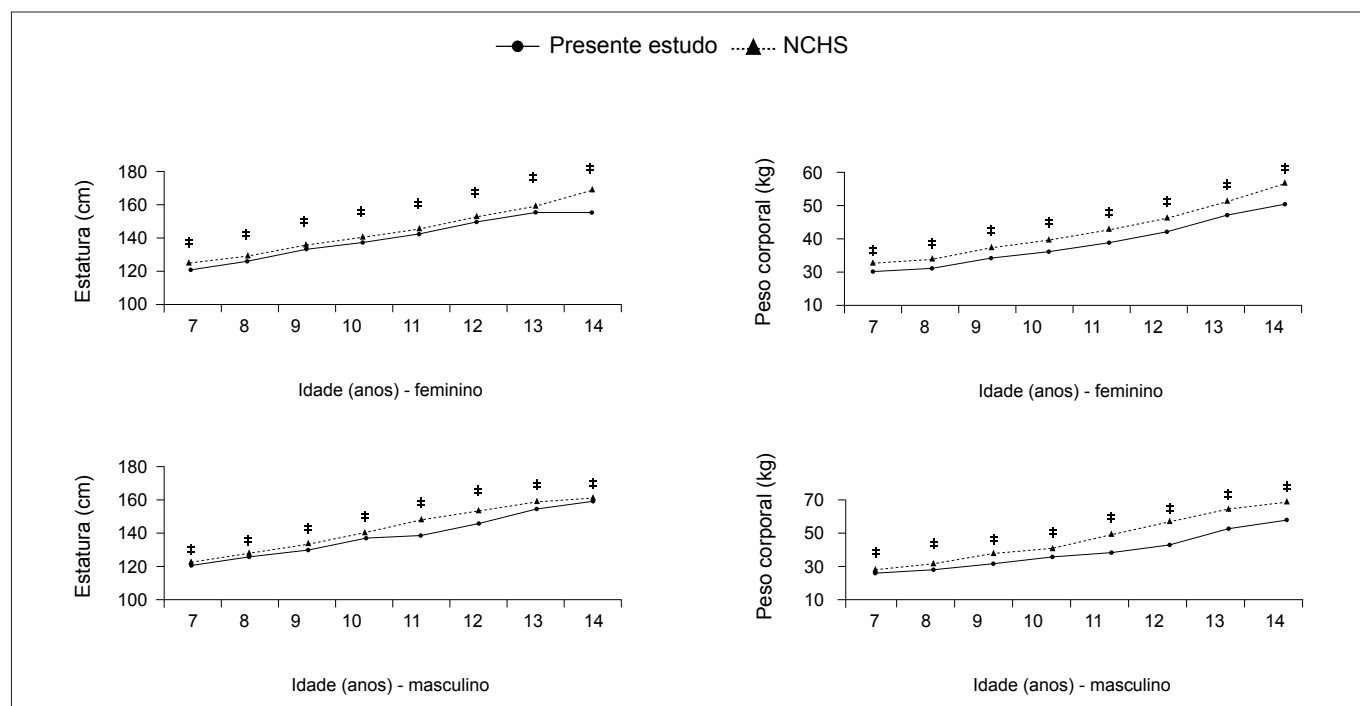 Presente estudo NCHS
Estatura (cm)
180
160
140
120
100
‡ ‡ ‡ ‡ ‡ ‡ ‡ ‡
7 8 9 10 11 12 13 14
Idade (anos) - feminino
Peso corporal (kg)
60
50
40
30
10
‡ ‡ ‡ ‡ ‡ ‡ ‡ ‡
7 8 9 10 11 12 13 14
Idade (anos) - feminino
Estatura (cm)
180
160
140
120
100
‡ ‡ ‡ ‡ ‡ ‡ ‡ ‡
7 8 9 10 11 12 13 14
Idade (anos) - masculino
Peso corporal (kg)
70
50
30
10
‡ ‡ ‡ ‡ ‡ ‡ ‡ ‡
7 8 9 10 11 12 13 14
Idade (anos) - masculino